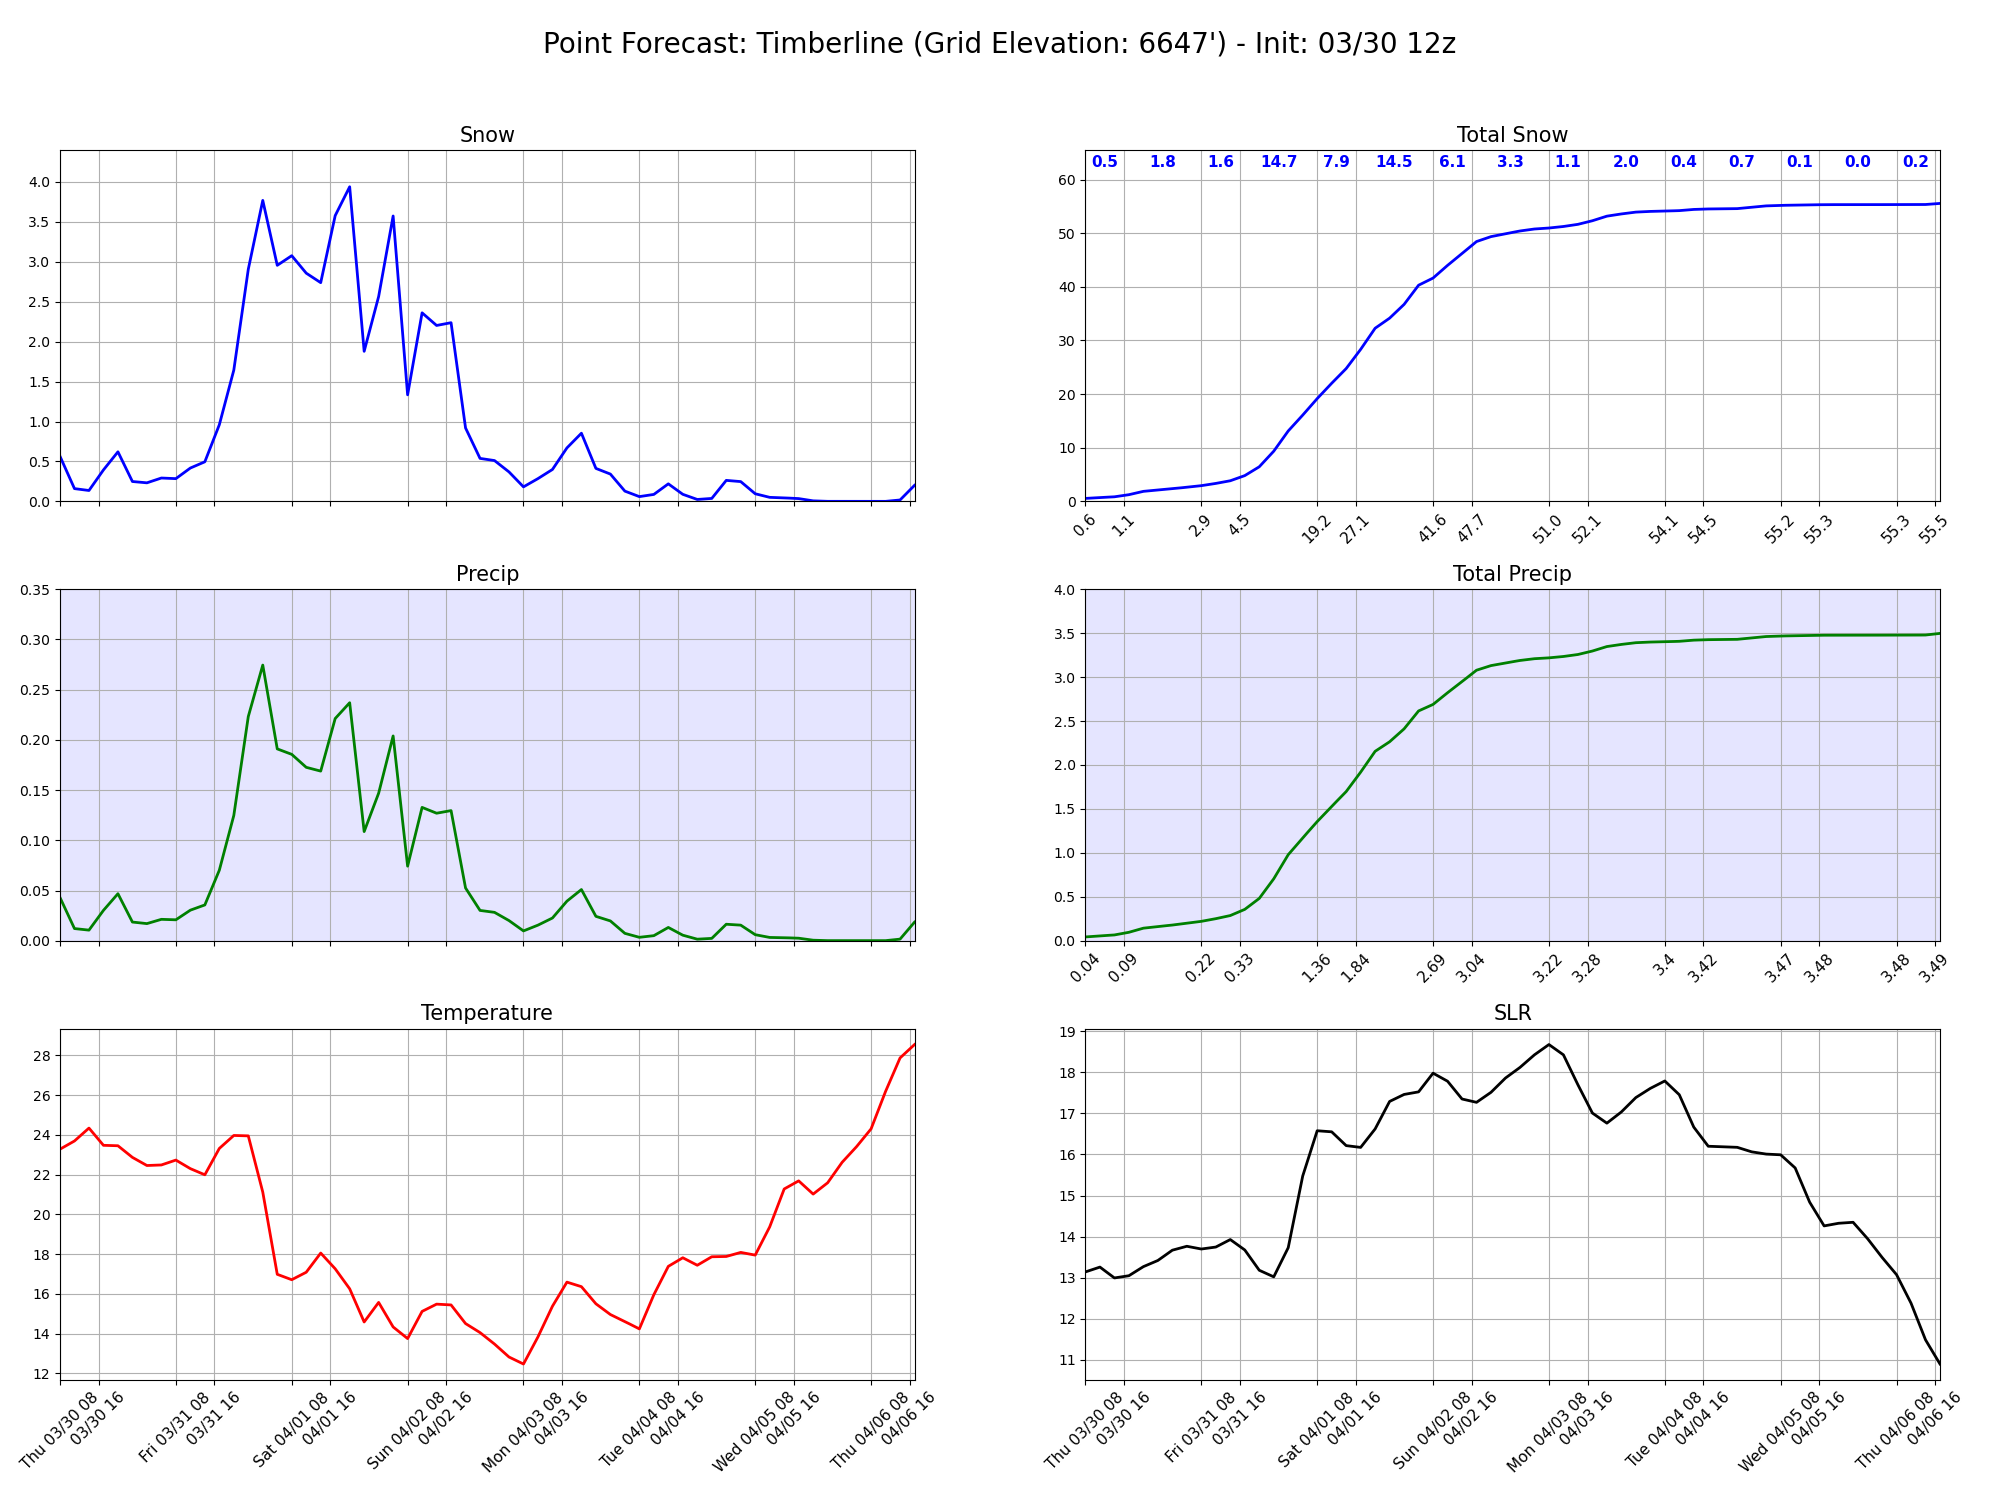 Point Forecast: Timberline (Grid Elevation: 6647') - Init: 03/30 12z
Snow
4.0
3.5
3.0
2.5
2.0
1.5
1.0
0.5
0.0
Total Snow
0.5 1.8 1.6 14.7 7.9 14.5 6.1 3.3 1.1 2.0 0.4 0.7 0.1 0.0 0.2
60
50
40
30
20
10
0
0.6 1.1 2.9 4.5 19.2 27.1 41.6 47.7 51.0 52.1 54.1 54.5 55.2 55.3 55.3 55.5
Precip
0.35
0.30
0.25
0.20
0.15
0.10
0.05
0.00
Total Precip
4.0
3.5
3.0
2.5
2.0
1.5
1.0
0.5
0.0
0.04 0.09 0.22 0.33 1.36 1.84 2.69 3.04 3.22 3.28 3.4 3.42 3.47 3.48 3.48 3.49
Temperature
28
26
24
22
20
18
16
14
12
Thu 03/30 08
03/30 16
Fri 03/31 08
03/31 16
Sat 04/01 08
04/01 16
Sun 04/02 08
04/02 16
Mon 04/03 08
04/03 16
Tue 04/04 08
04/04 16
Wed 04/05 08
04/05 16
Thu 04/06 08
04/06 16
SLR
19
18
17
16
15
14
13
12
11
Thu 03/30 08
03/30 16
Fri 03/31 08
03/31 16
Sat 04/01 08
04/01 16
Sun 04/02 08
04/02 16
Mon 04/03 08
04/03 16
Tue 04/04 08
04/04 16
Wed 04/05 08
04/05 16
Thu 04/06 08
04/06 16